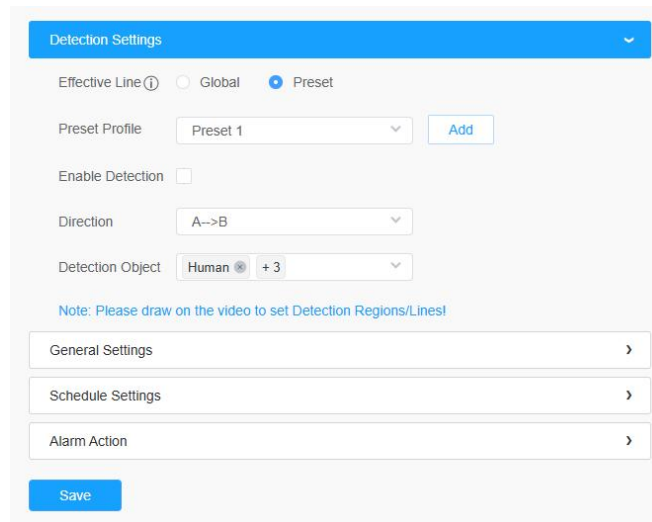 Detection Settings
Effective Line Global Preset
Preset Profile Preset 1 Add
Enable Detection
Direction A-->B
Detection Object Human + 3
Note: Please draw on the video to set Detection Regions/Lines!
General Settings
Schedule Settings
Alarm Action
Save